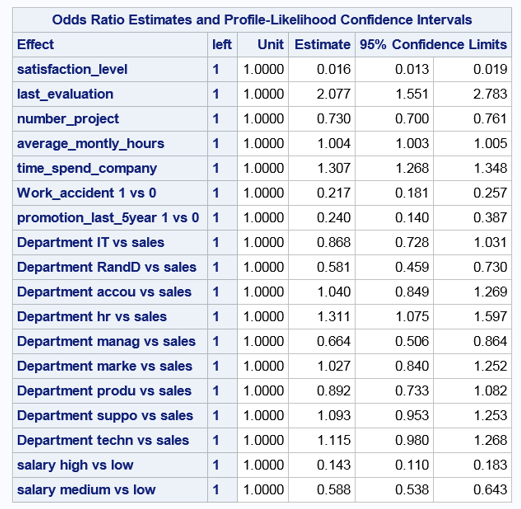 Odds Ratio Estimates and Profile-Likelihood Confidence Intervals
Effect left Unit Estimate 95% Confidence Limits
satisfaction_level 1 1.0000 0.016 0.013 0.019
last_evaluation 1 1.0000 2.077 1.551 2.783
number_project 1 1.0000 0.730 0.700 0.761
average_montly_hours 1 1.0000 1.004 1.003 1.005
time_spend_company 1 1.0000 1.307 1.268 1.348
Work_accident 1 vs 0 1 1.0000 0.217 0.181 0.257
promotion_last_5year 1 vs 0 1 1.0000 0.240 0.140 0.387
Department IT vs sales 1 1.0000 0.868 0.728 1.031
Department RandD vs sales 1 1.0000 0.581 0.459 0.730
Department accou vs sales 1 1.0000 1.040 0.849 1.269
Department hr vs sales 1 1.0000 1.311 1.075 1.597
Department manag vs sales 1 1.0000 0.664 0.506 0.864
Department marke vs sales 1 1.0000 1.027 0.840 1.252
Department produ vs sales 1 1.0000 0.892 0.733 1.082
Department suppo vs sales 1 1.0000 1.093 0.953 1.253
Department techn vs sales 1 1.0000 1.115 0.980 1.268
salary high vs low 1 1.0000 0.143 0.110 0.183
salary medium vs low 1 1.0000 0.588 0.538 0.643